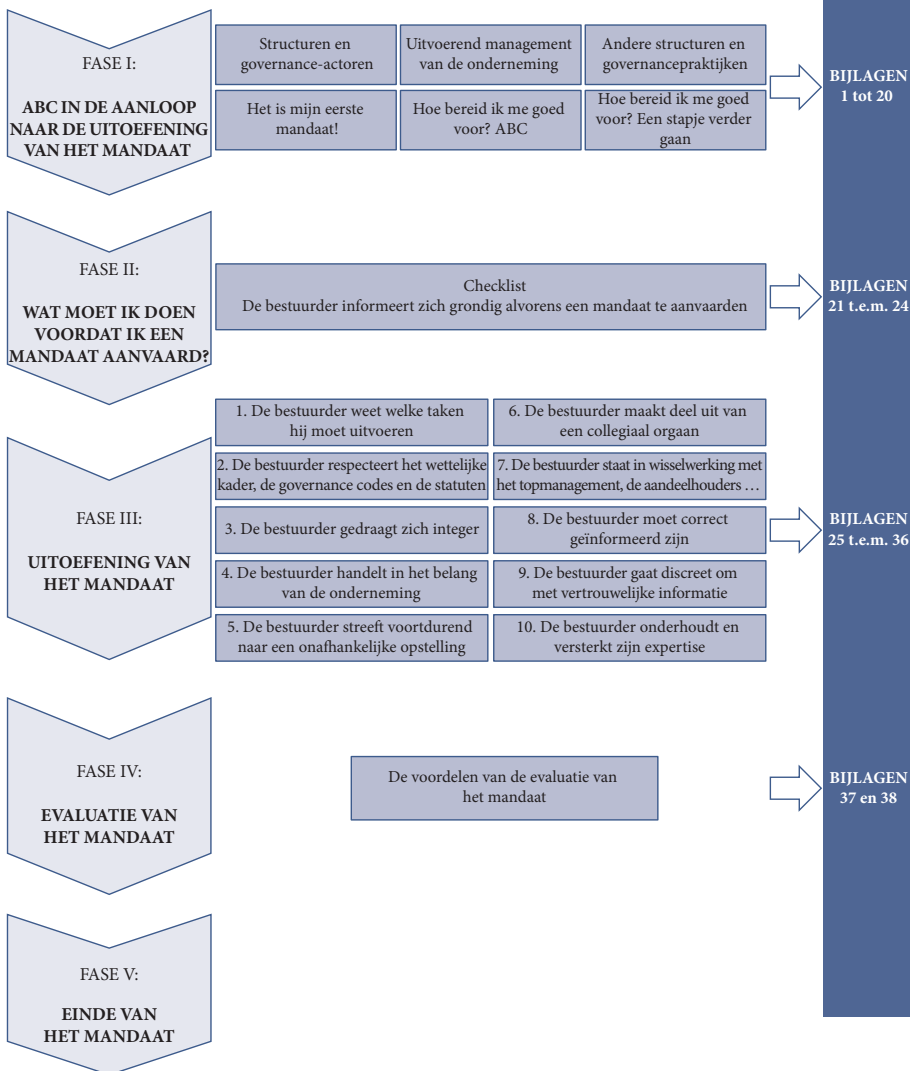 FASE I:
ABC IN DE AANLOOP
NAAR DE UITOEFENING
VAN HET MANDAAT
Structuren en
governance-actoren
Uitvoerend management
van de onderneming
Andere structuren en
governancepraktijken
Het is mijn eerste
mandaat!
Hoe bereid ik me goed
voor? ABC
Hoe bereid ik me goed
voor? Een stapje verder
gaan
BIJLAGEN
1 tot 20
FASE II:
WAT MOET IK DOEN
VOORDAT IK EEN
MANDAAT AANVAARD?
Checklist
De bestuurder informeert zich grondig alvorens een mandaat te aanvaarden
BIJLAGEN
21 t.e.m. 24
FASE III:
UITOEFENING VAN
HET MANDAAT
1. De bestuurder weet welke taken
hij moet uitvoeren
2. De bestuurder respecteert het wettelijke
kader, de governance codes en de statuten
3. De bestuurder gedraagt zich integer
4. De bestuurder handelt in het belang
van de onderneming
5. De bestuurder streeft voortdurend
naar een onafhankelijke opstelling
6. De bestuurder maakt deel uit van
een collegiaal orgaan
7. De bestuurder staat in wisselwerking met
het topmanagement, de aandeelhouders …
8. De bestuurder moet correct
geïnformeerd zijn
9. De bestuurder gaat discreet om
met vertrouwelijke informatie
10. De bestuurder onderhoudt en
versterkt zijn expertise
BIJLAGEN
25 t.e.m. 36
FASE IV:
EVALUATIE VAN
HET MANDAAT
De voordelen van de evaluatie van
het mandaat
BIJLAGEN
37 en 38
FASE V:
EINDE VAN
HET MANDAAT